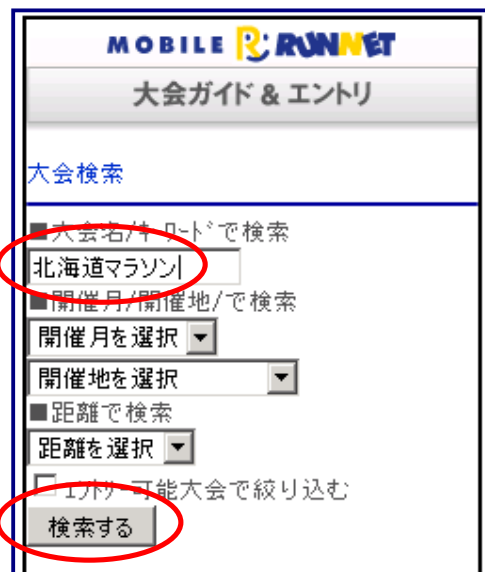 MOBILE R: RUNNET
大会ガイド & エントリ
大会検索
■大会名/ｷｰﾜｰﾄﾞで検索
北海道マラソン
■開催月/開催地/で検索
開催月を選択
開催地を選択
■距離で検索
距離を選択
ｴﾝﾄﾘｰ可能大会で絞り込む
検索する